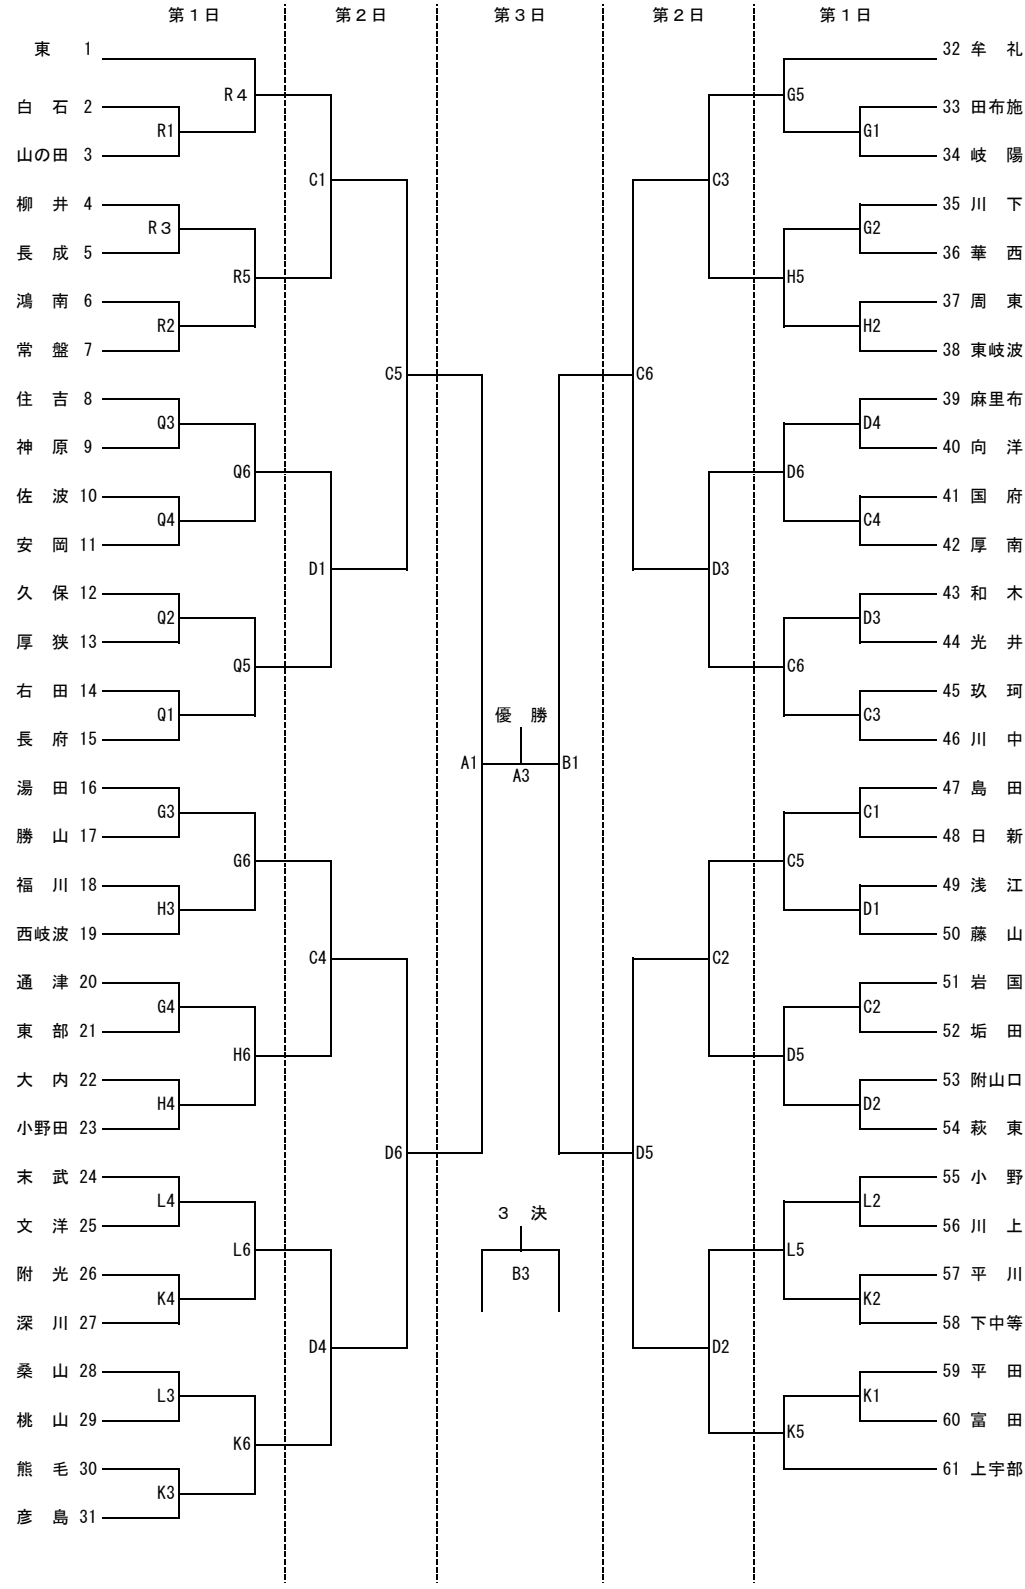 第１日 第２日 第３日 第２日 第１日
東 1
32 牟 礼
R４
G5
白 石 2
33 田布施
R1
G1
山の田 3
34 岐 陽
C1
C3
柳 井 4
35 川 下
R３
G2
長 成 5
36 華 西
R5
H5
鴻 南 6
37 周 東
R2
H2
常 盤 7
38 東岐波
C5
C6
住 吉 8
39 麻里布
Q3
D4
神 原 9
40 向 洋
Q6
D6
佐 波 10
41 国 府
Q4
C4
安 岡 11
42 厚 南
D1
D3
久 保 12
43 和 木
Q2
D3
厚 狭 13
44 光 井
Q5
C6
右 田 14
45 玖 珂
Q1
C3
優 勝
長 府 15
46 川 中
A1
A3
B1
湯 田 16
47 島 田
G3
C1
勝 山 17
48 日 新
G6
C5
福 川 18
49 浅 江
H3
D1
西岐波 19
50 藤 山
C4
C2
通 津 20
51 岩 国
G4
C2
東 部 21
52 垢 田
H6
D5
大 内 22
53 附山口
H4
D2
小野田 23
54 萩 東
D6
D5
末 武 24
55 小 野
L4
L2
３ 決
文 洋 25
56 川 上
L6
L5
附 光 26
B3
57 平 川
K4
K2
深 川 27
58 下中等
D4
D2
桑 山 28
59 平 田
L3
K1
桃 山 29
60 富 田
K6
K5
熊 毛 30
61 上宇部
K3
彦 島 31